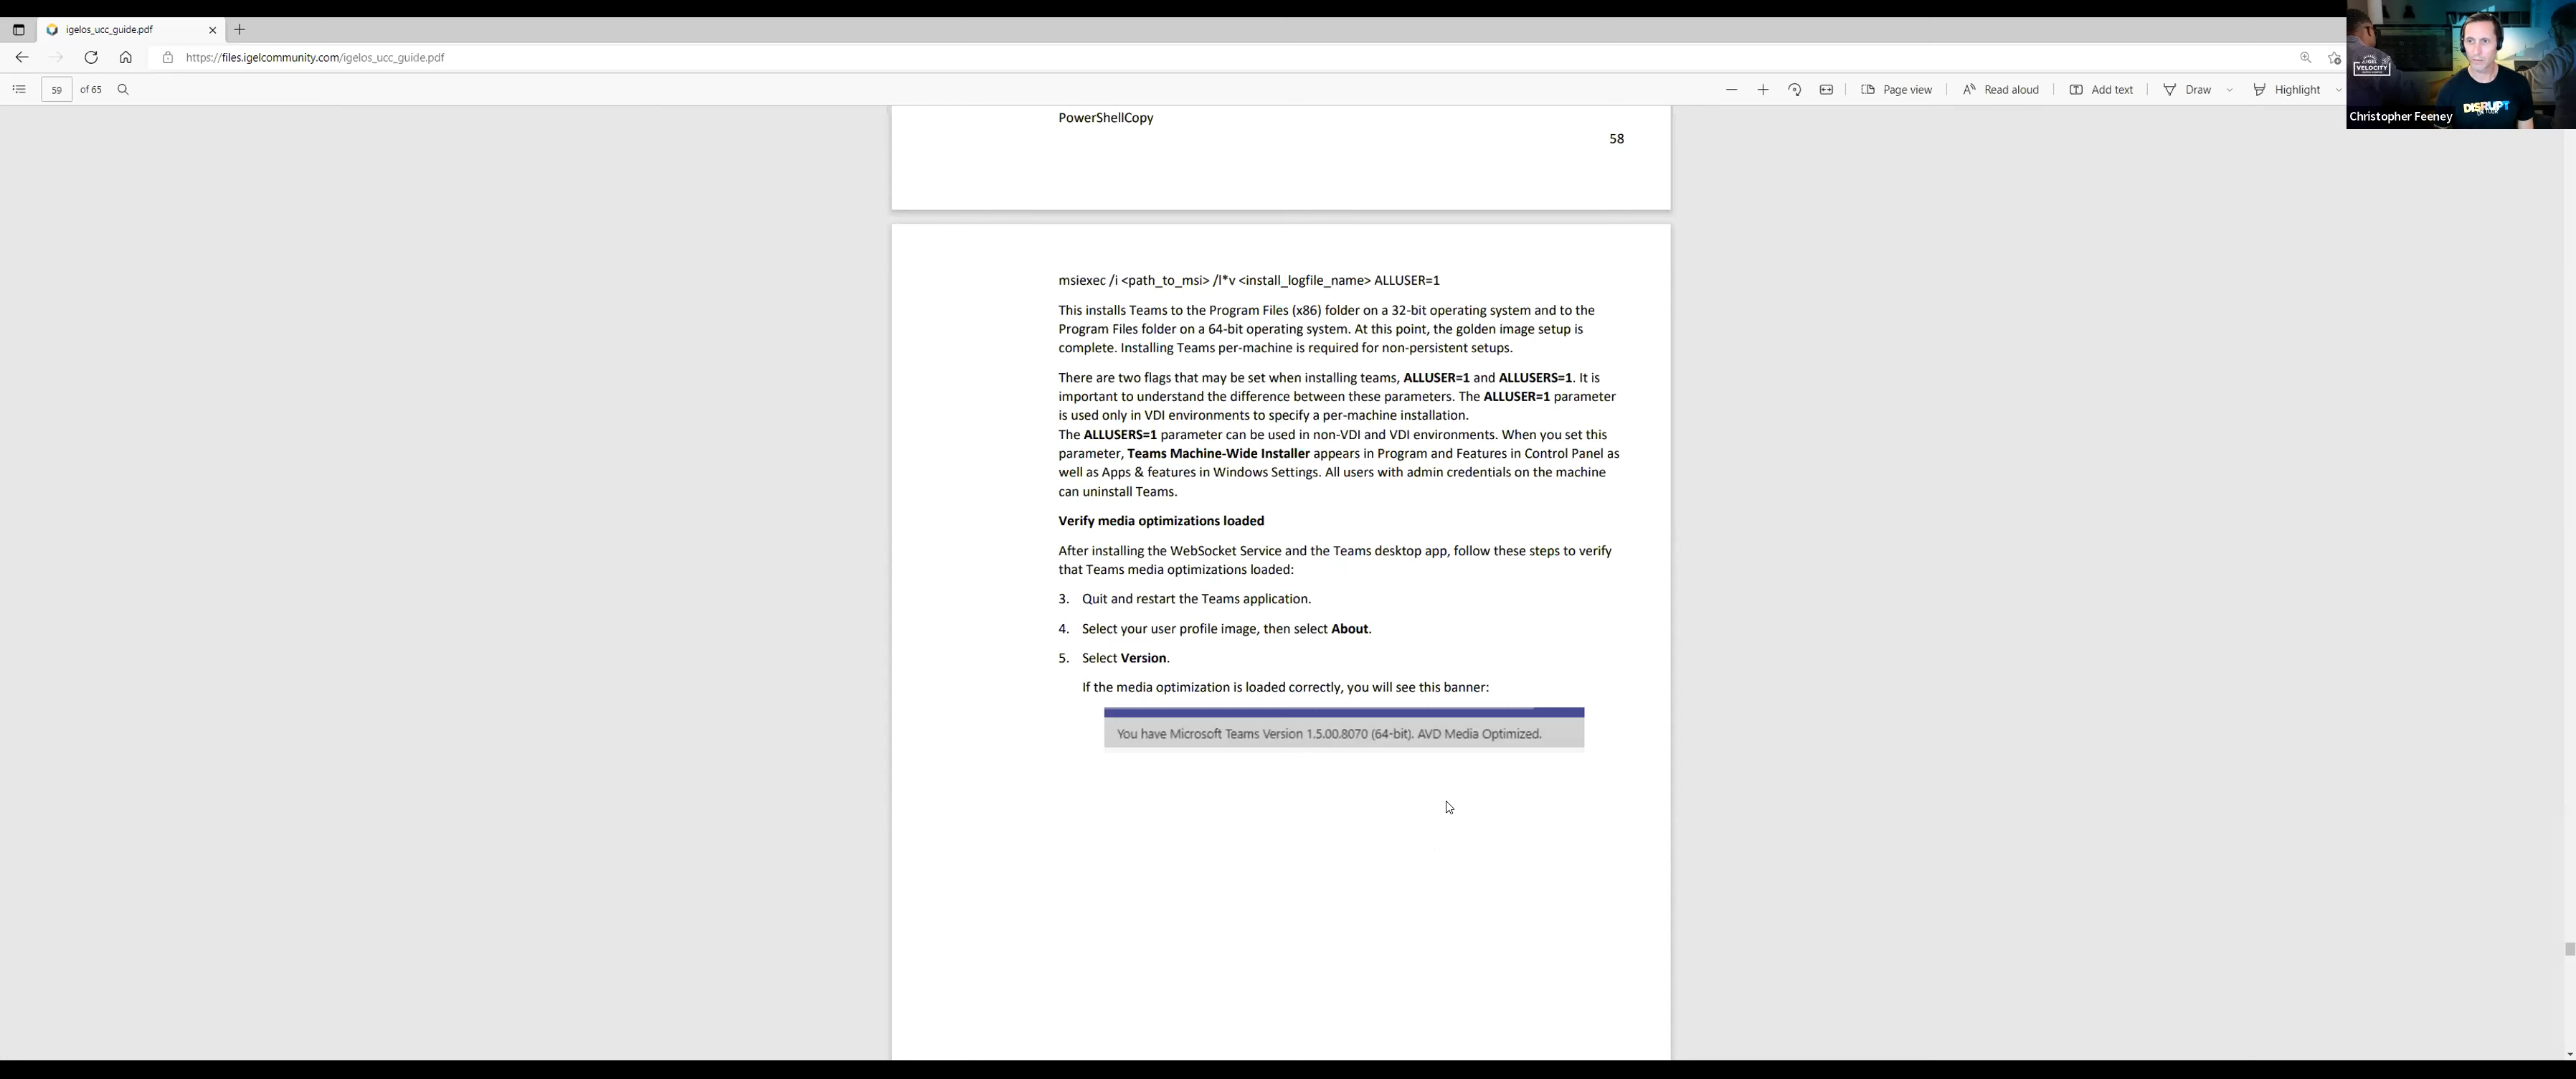 igelos_ucc_guide.pdf
https://files.igelcommunity.com/igelos_ucc_guide.pdf
59 of 65
Page view
Read aloud
Add text
Draw
Highlight
IGEL
VELOCITY
DISRUPT
Christopher Feeney
PowerShellCopy
58
msiexec /i <path_to_msi> /l*v <install_logfile_name> ALLUSER=1
This installs Teams to the Program Files (x86) folder on a 32-bit operating system and to the
Program Files folder on a 64-bit operating system. At this point, the golden image setup is
complete. Installing Teams per-machine is required for non-persistent setups.
There are two flags that may be set when installing teams, ALLUSER=1 and ALLUSERS=1. It is
important to understand the difference between these parameters. The ALLUSER=1 parameter
is used only in VDI environments to specify a per-machine installation.
The ALLUSERS=1 parameter can be used in non-VDI and VDI environments. When you set this
parameter, Teams Machine-Wide Installer appears in Program and Features in Control Panel as
well as Apps & features in Windows Settings. All users with admin credentials on the machine
can uninstall Teams.
Verify media optimizations loaded
After installing the WebSocket Service and the Teams desktop app, follow these steps to verify
that Teams media optimizations loaded:
3. Quit and restart the Teams application.
4. Select your user profile image, then select About.
5. Select Version.
If the media optimization is loaded correctly, you will see this banner:
You have Microsoft Teams Version 1.5.00.8070 (64-bit). AVD Media Optimized.